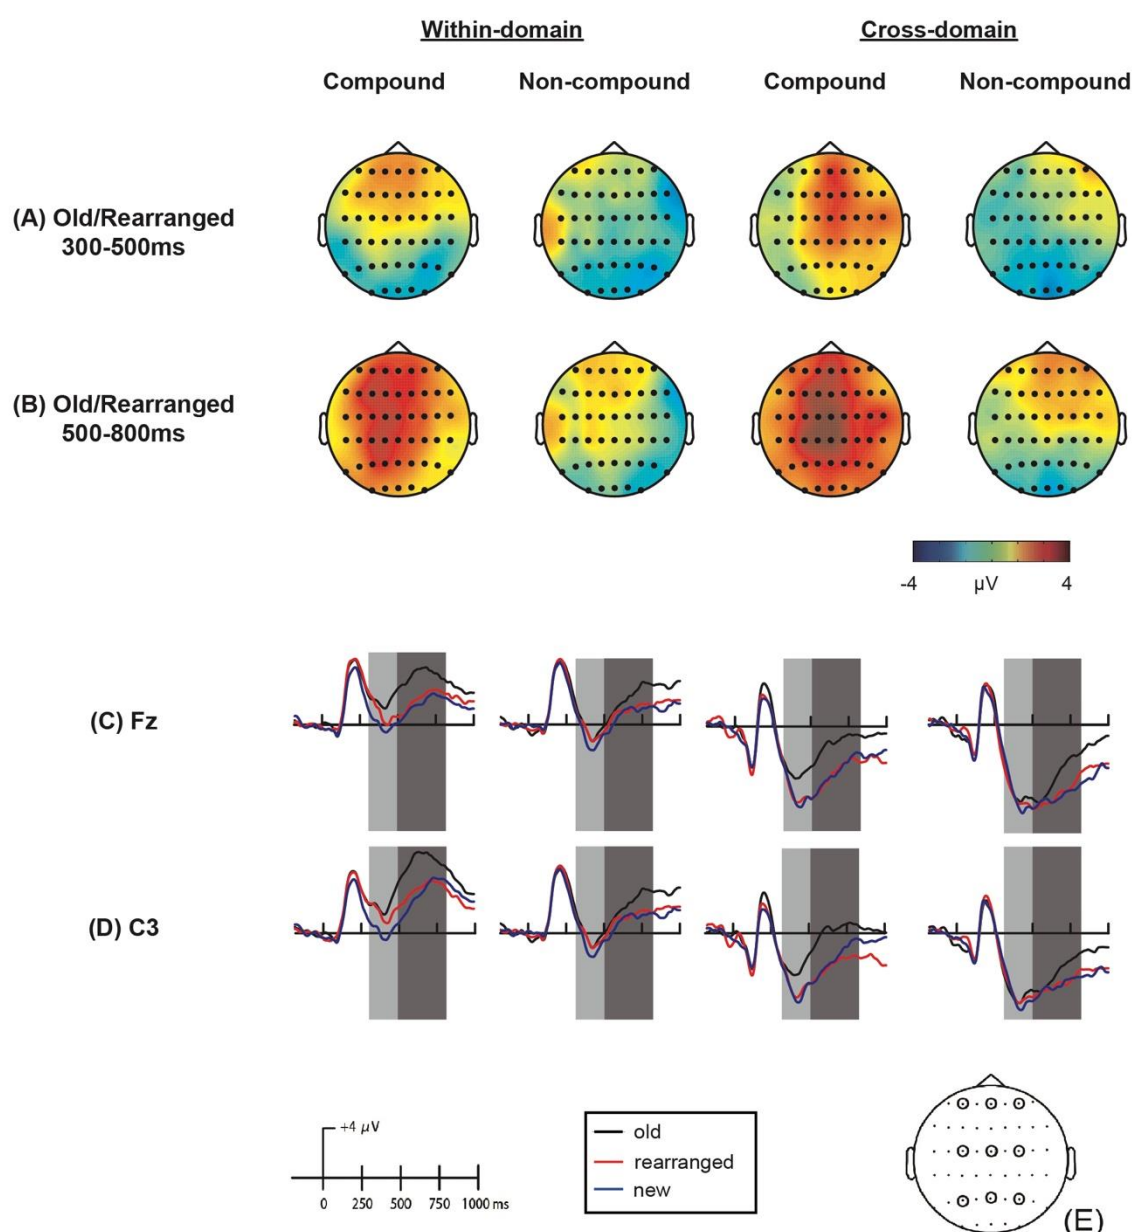 Within-domain Cross-domain
Compound Non-compound Compound Non-compound
(A) Old/Rearranged
300-500ms
(B) Old/Rearranged
500-800ms
-4 µV 4
(C) Fz
(D) C3
+4 µV
0 250 500 750 1000 ms
old
rearranged
new
(E)